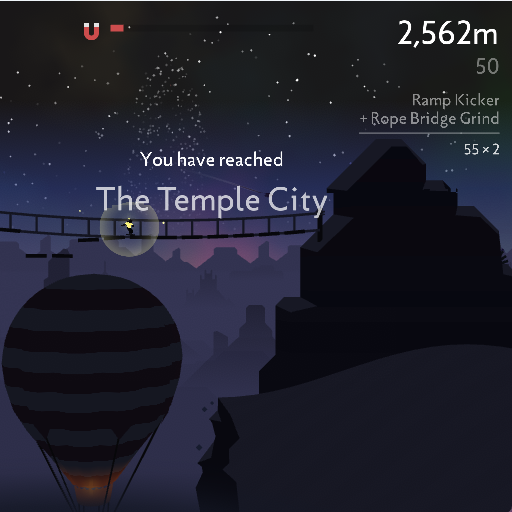 2,562m
50
Ramp Kicker
+ Rope Bridge Grind
55 × 2
You have reached
The Temple City